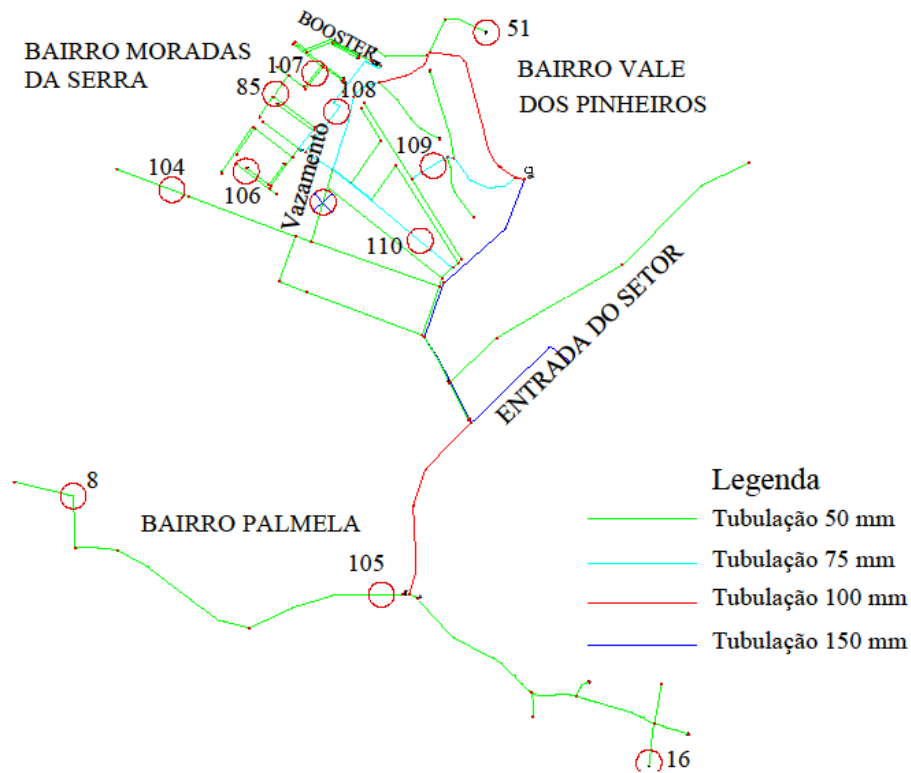 BOOSTER
51
BAIRRO MORADAS
DA SERRA
107
BAIRRO VALE
DOS PINHEIROS
85
108
109
104
106
Vazamento
110
ENTRADA DO SETOR
8
BAIRRO PALMELA
105
Legenda
Tubulação 50 mm
Tubulação 75 mm
Tubulação 100 mm
Tubulação 150 mm
16